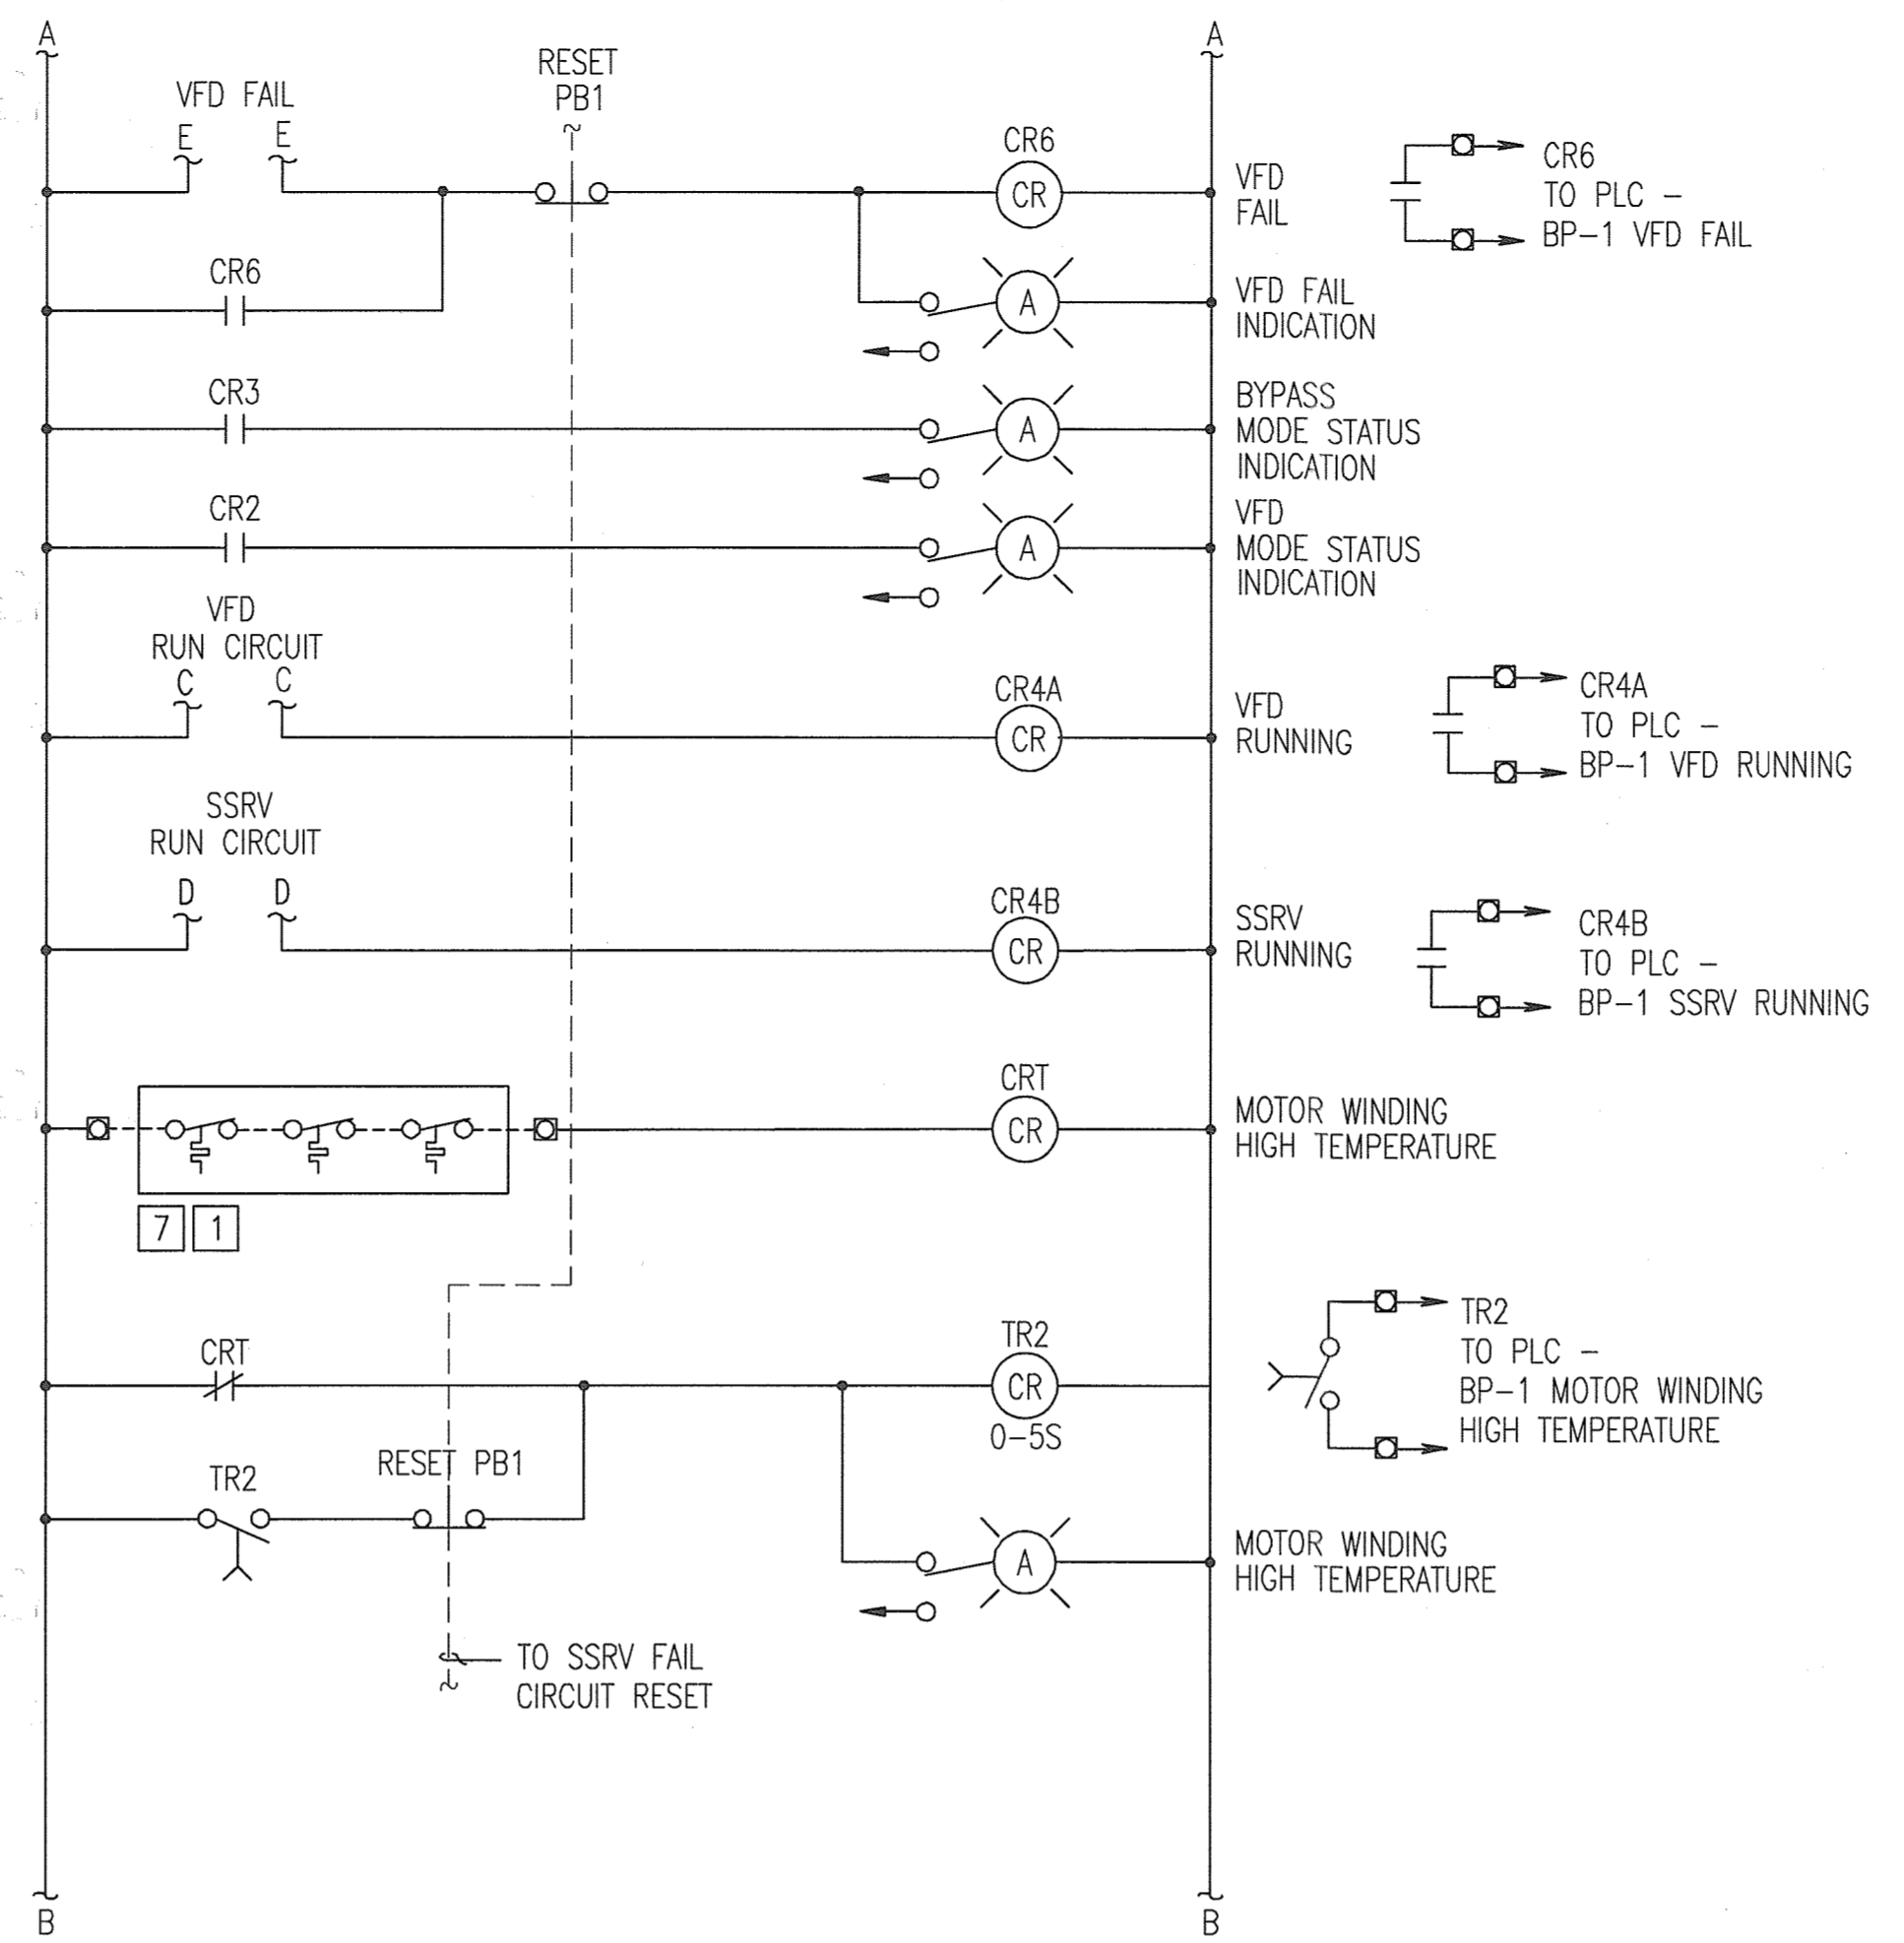 A
A
RESET
PB1
VFD FAIL
E
E
CR6
CR
VFD
FAIL
CR6
TO PLC -
BP-1 VFD FAIL
CR6
A
VFD FAIL
INDICATION
CR3
A
BYPASS
MODE STATUS
INDICATION
CR2
A
VFD
MODE STATUS
INDICATION
VFD
RUN CIRCUIT
C
C
CR4A
CR
VFD
RUNNING
CR4A
TO PLC -
BP-1 VFD RUNNING
SSRV
RUN CIRCUIT
D
D
CR4B
CR
SSRV
RUNNING
CR4B
TO PLC -
BP-1 SSRV RUNNING
CRT
CR
MOTOR WINDING
HIGH TEMPERATURE
7 1
CRT
TR2
CR
0-5S
TR2
TO PLC -
BP-1 MOTOR WINDING
HIGH TEMPERATURE
TR2
RESET PB1
A
MOTOR WINDING
HIGH TEMPERATURE
TO SSRV FAIL
CIRCUIT RESET
B
B